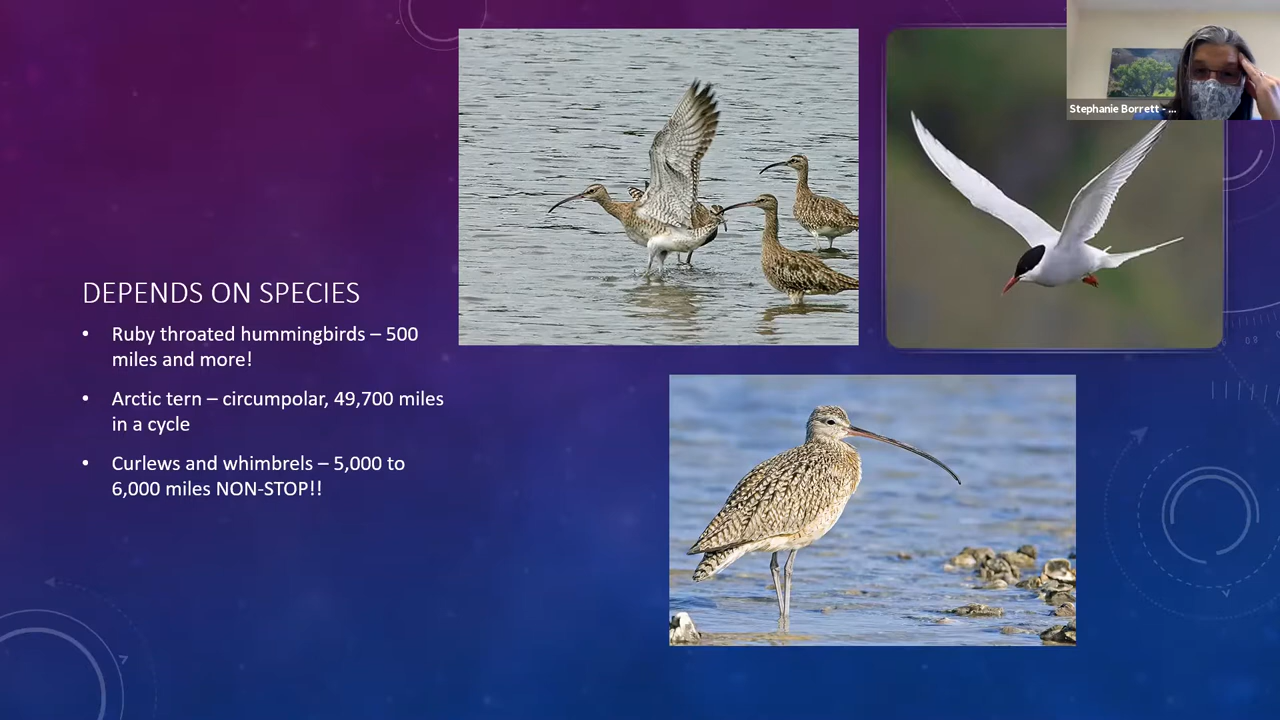 Stephanie Borrett - ...
DEPENDS ON SPECIES
• Ruby throated hummingbirds – 500
miles and more!
• Arctic tern – circumpolar, 49,700 miles
in a cycle
• Curlews and whimbrels – 5,000 to
6,000 miles NON-STOP!!